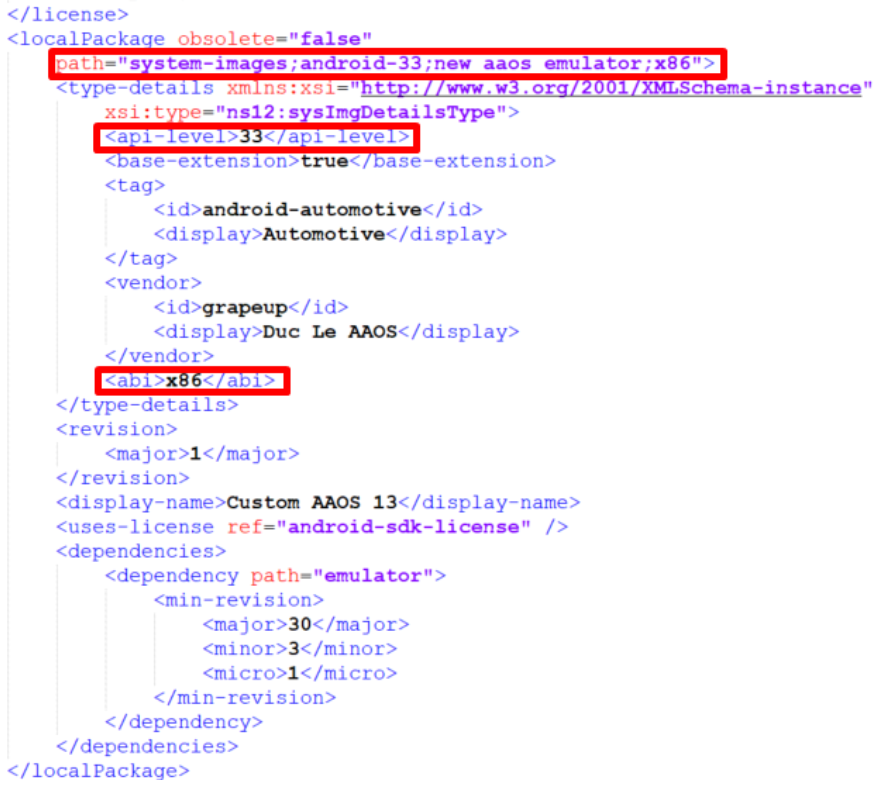 </license>
<localPackage obsolete="false"
path="system-images;android-33;new aaos emulator;x86">
<type-details xmlns:xsi="http://www.w3.org/2001/XMLSchema-instance"
xsi:type="ns12:sysImgDetailsType">
<api-level>33</api-level>
<base-extension>true</base-extension>
<tag>
<id>android-automotive</id>
<display>Automotive</display>
</tag>
<vendor>
<id>grapeup</id>
<display>Duc Le AAOS</display>
</vendor>
<abi>x86</abi>
</type-details>
<revision>
<major>1</major>
</revision>
<display-name>Custom AAOS 13</display-name>
<uses-license ref="android-sdk-license" />
<dependencies>
<dependency path="emulator">
<min-revision>
<major>30</major>
<minor>3</minor>
<micro>1</micro>
</min-revision>
</dependency>
</dependencies>
</localPackage>